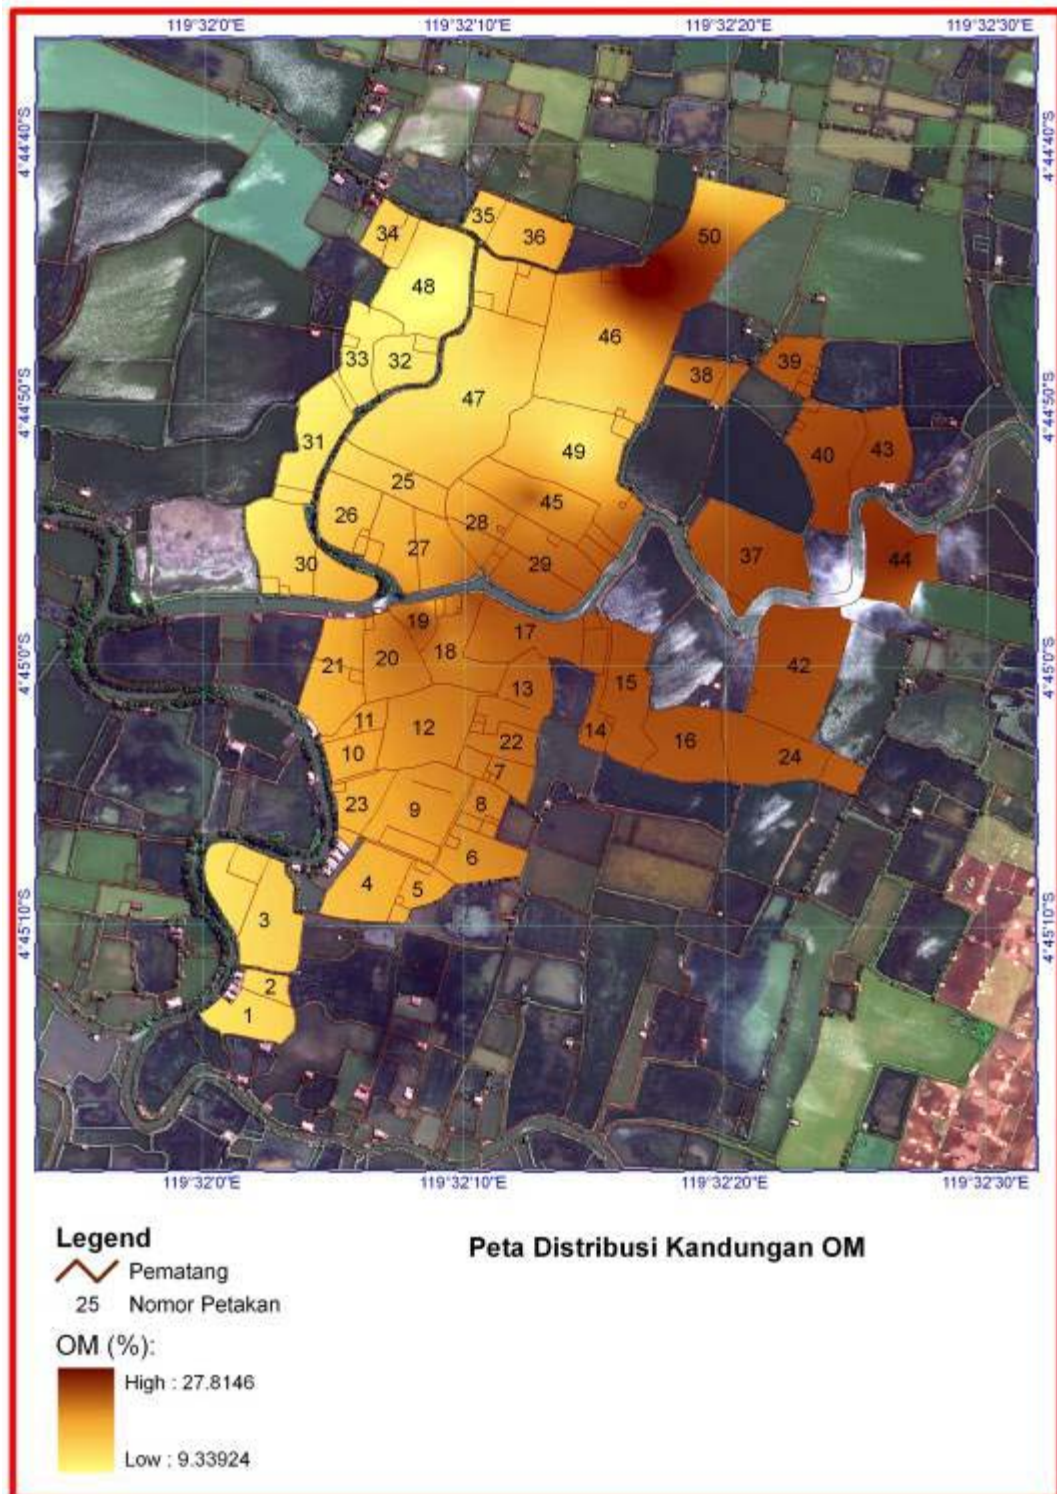 119°32'0"E 119°32'10"E 119°32'20"E 119°32'30"E
4°44'40"S 4°44'40"S
35
34 36 50
48
46
33 32 39
38
4°44'50"S 47 4°44'50"S
31 49 40 43
25
26 28 45
27
30 29 37 44
19 17
21 20 18 42
4°45'0"S 13 15 4°45'0"S
11 12 14
10 22 16 24
7
23 9 8
6
4 5
4°45'10"S 3 4°45'10"S
2
1
119°32'0"E 119°32'10"E 119°32'20"E 119°32'30"E
Legend
Peta Distribusi Kandungan OM
Pematang
25 Nomor Petakan
OM (%):
High : 27.8146
Low : 9.33924